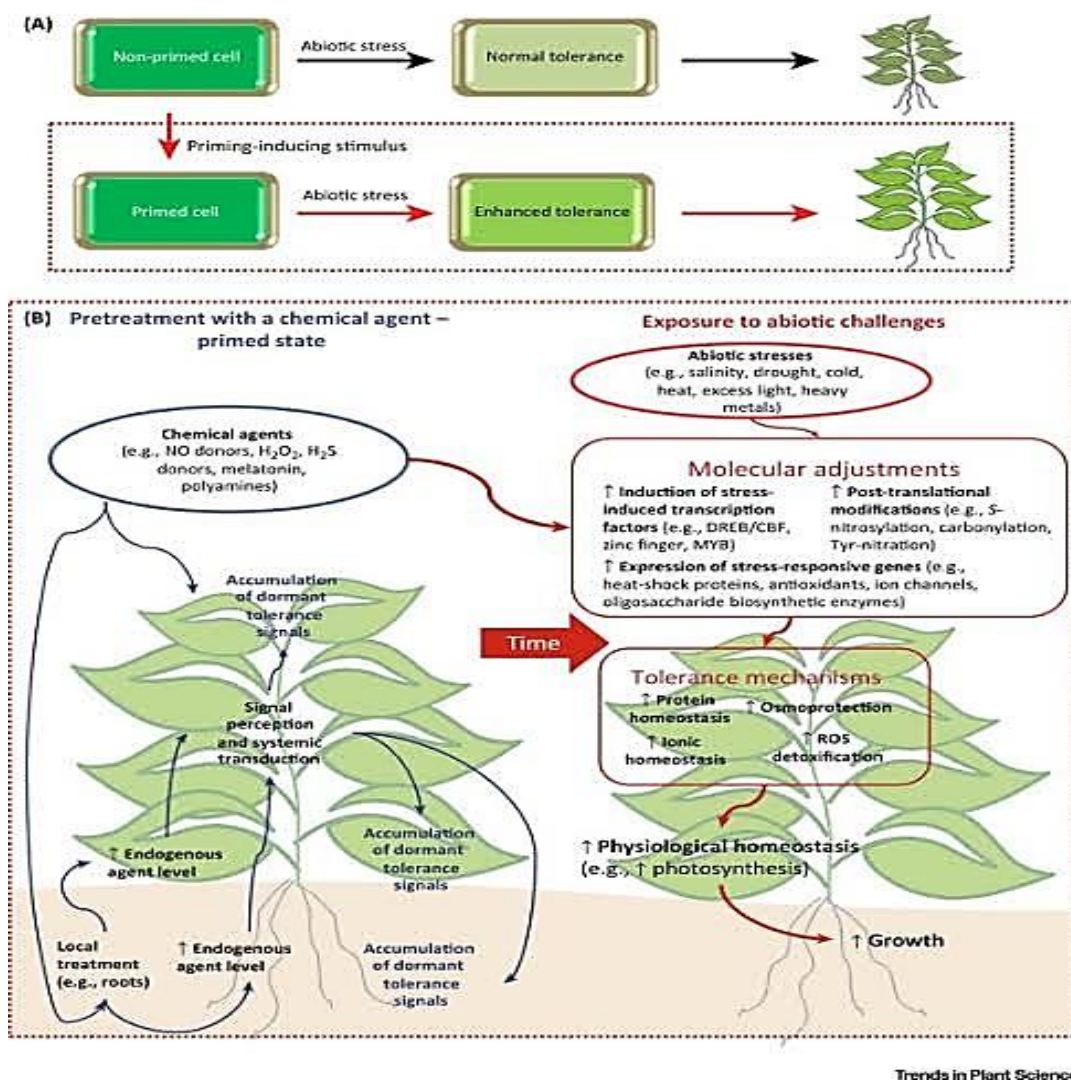 (A)
Non-primed cell
Abiotic stress
Normal tolerance
Priming-inducing stimulus
Primed cell
Abiotic stress
Enhanced tolerance
(B) Pretreatment with a chemical agent –
primed state
Exposure to abiotic challenges
Abiotic stresses
(e.g., salinity, drought, cold,
heat, excess light, heavy
metals)
Chemical agents
(e.g., NO donors, H₂O₂, H₂S
donors, melatonin,
polyamines)
Molecular adjustments
↑ Induction of stress-
induced transcription
factors (e.g., DREB/CBF,
zinc finger, MYB)
↑ Post-translational
modifications (e.g., S-
nitrosylation, carbonylation,
Tyr-nitration)
↑ Expression of stress-responsive genes (e.g.,
heat-shock proteins, antioxidants, ion channels,
oligosaccharide biosynthetic enzymes)
Accumulation
of dormant
tolerance
signals
Time
Tolerance mechanisms
↑ Protein
homeostasis
↑ Osmoprotection
↑ Ionic
homeostasis
↑ ROS
detoxification
Signal
perception
and systemic
transduction
Accumulation
of dormant
tolerance
signals
↑ Endogenous
agent level
↑ Physiological homeostasis
(e.g., ↑ photosynthesis)
Local
treatment
(e.g., roots)
↑ Endogenous
agent level
Accumulation
of dormant
tolerance
signals
↑ Growth
Trends in Plant Science